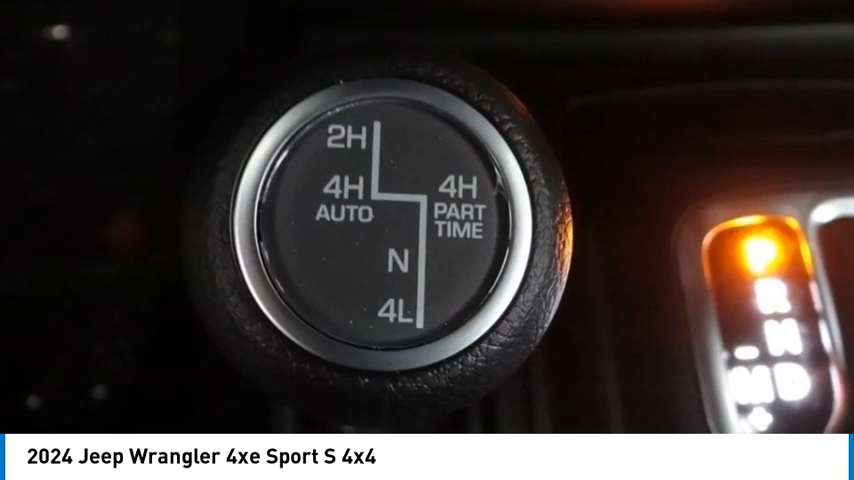 2H
4H 4H
AUTO PART
TIME
N
4L
P
R
N
- M D
+
2024 Jeep Wrangler 4xe Sport S 4x4